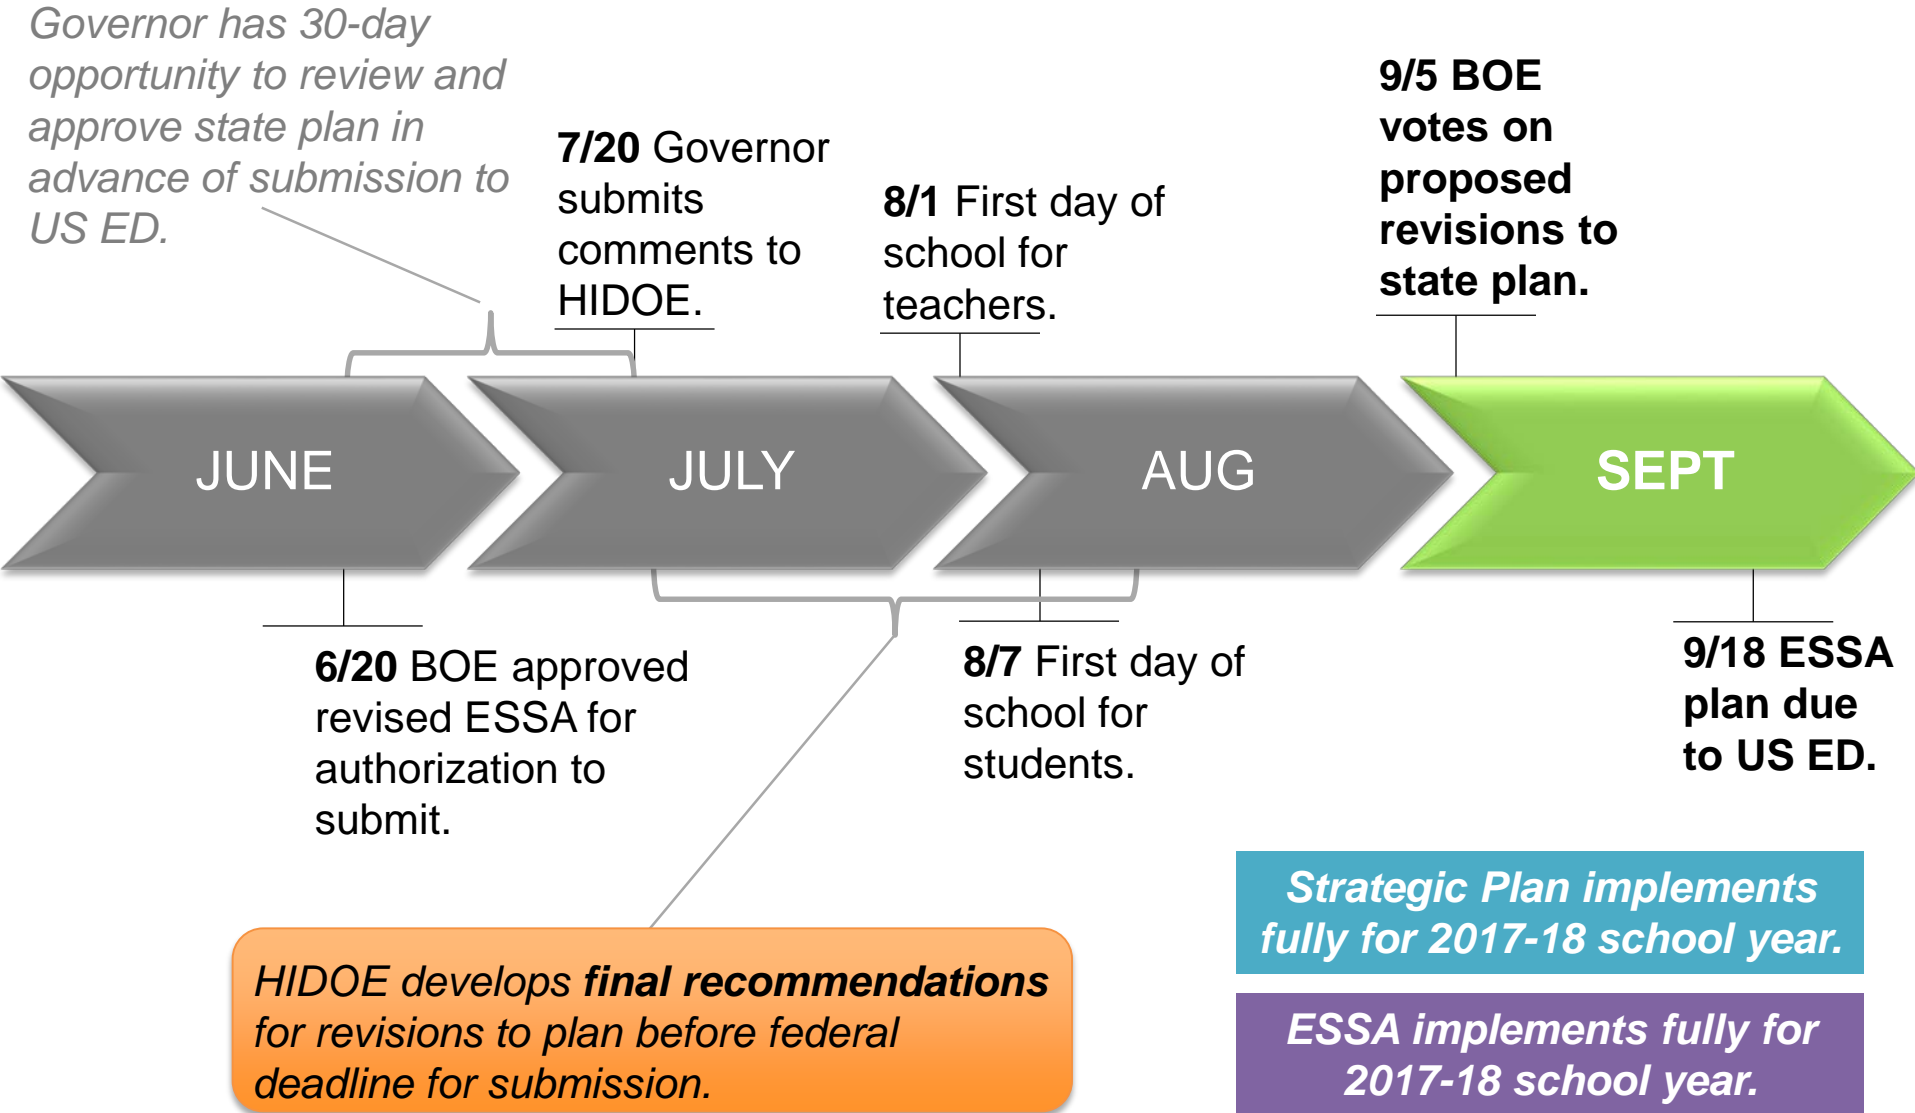 Governor has 30-day
opportunity to review and
approve state plan in
advance of submission to
US ED.
7/20 Governor
submits
comments to
HIDOE.
8/1 First day of
school for
teachers.
9/5 BOE
votes on
proposed
revisions to
state plan.
JUNE
JULY
AUG
SEPT
6/20 BOE approved
revised ESSA for
authorization to
submit.
8/7 First day of
school for
students.
9/18 ESSA
plan due
to US ED.
HIDOE develops final recommendations
for revisions to plan before federal
deadline for submission.
Strategic Plan implements
fully for 2017-18 school year.
ESSA implements fully for
2017-18 school year.